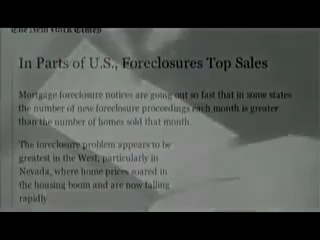 The New York Times
In Parts of U.S., Foreclosures Top Sales
Mortgage foreclosure notices are going out so fast that in some states
the number of new foreclosure proceedings each month is greater
than the number of homes sold that month.
The foreclosure problem appears to be
greatest in the West, particularly in
Nevada, where home prices soared in
the housing boom and are now falling
rapidly